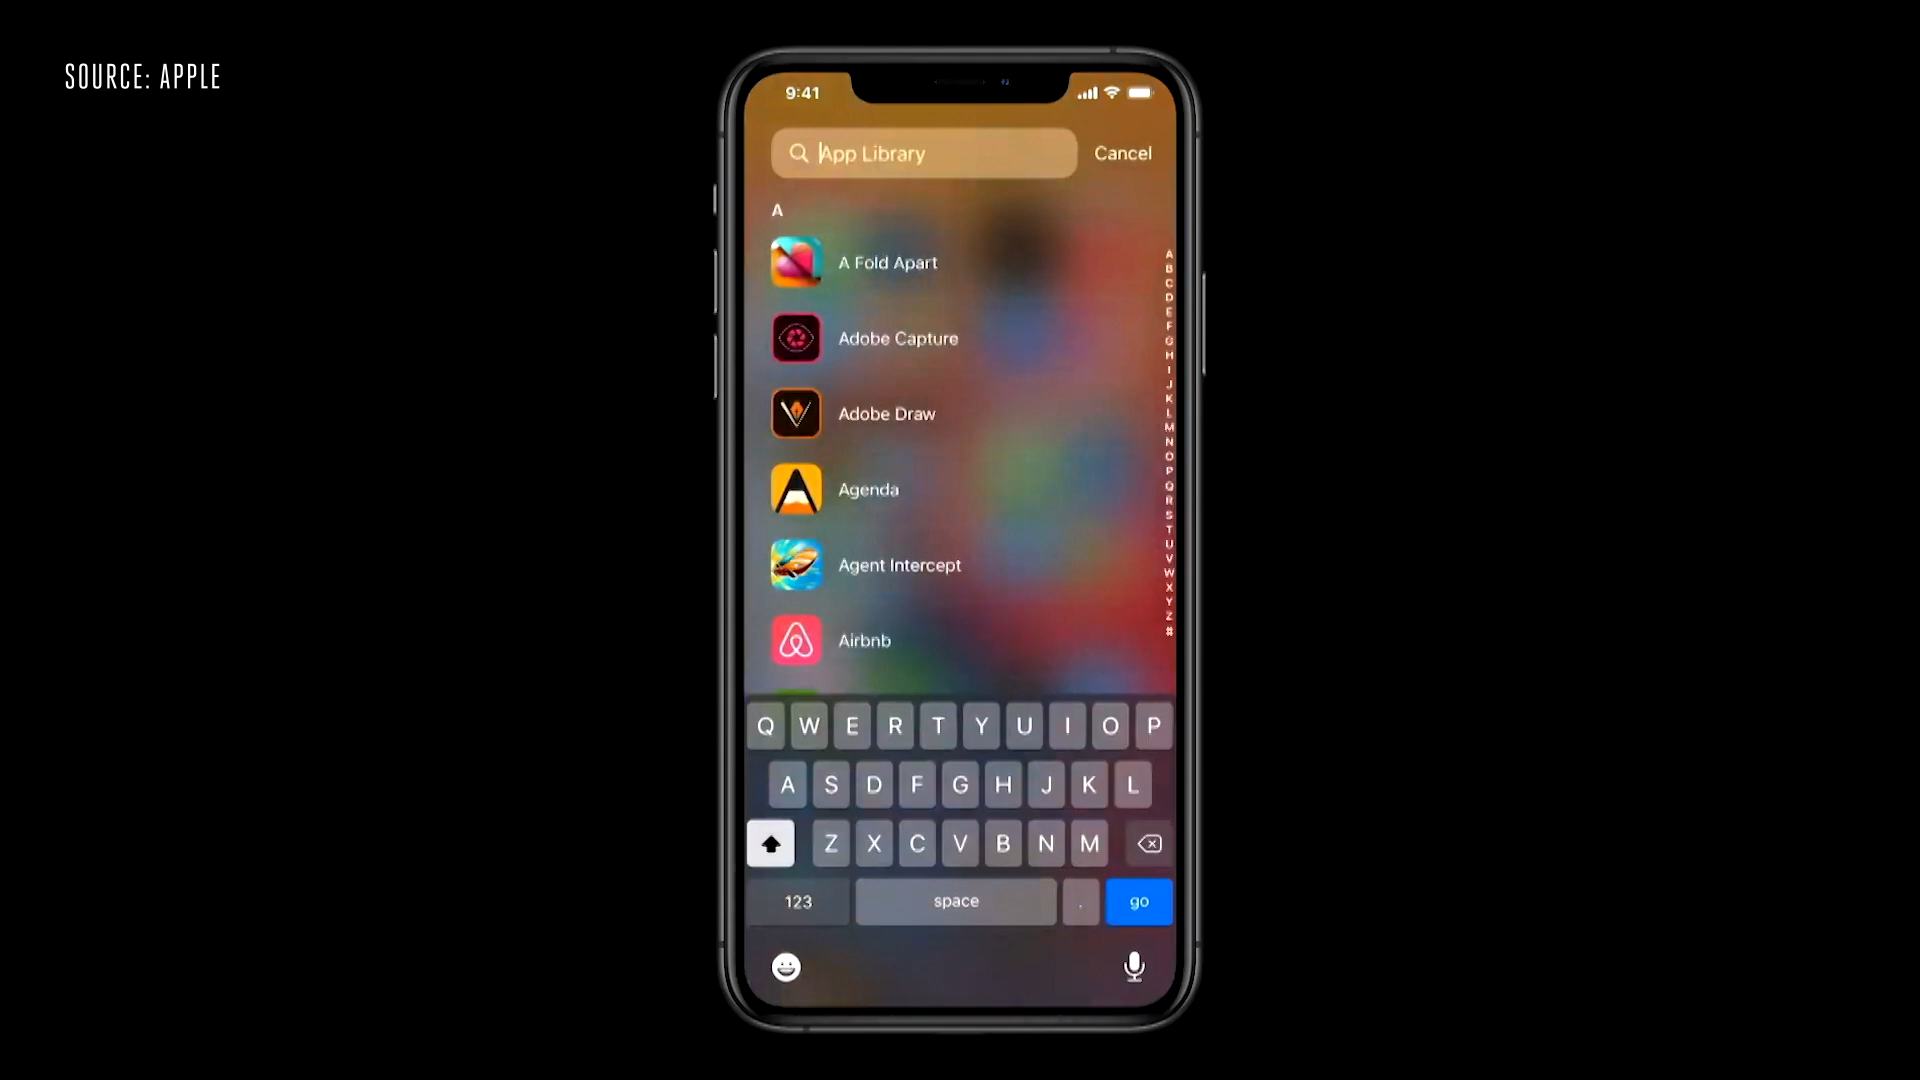 SOURCE: APPLE
9:41
App Library
Cancel
A
A Fold Apart
Adobe Capture
Adobe Draw
Agenda
Agent Intercept
Airbnb
A
B
C
D
E
F
G
H
I
J
K
L
M
N
O
P
Q
R
S
T
U
V
W
X
Y
Z
#
Q W E R T Y U I O P
A S D F G H J K L
Z X C V B N M
123 space . go